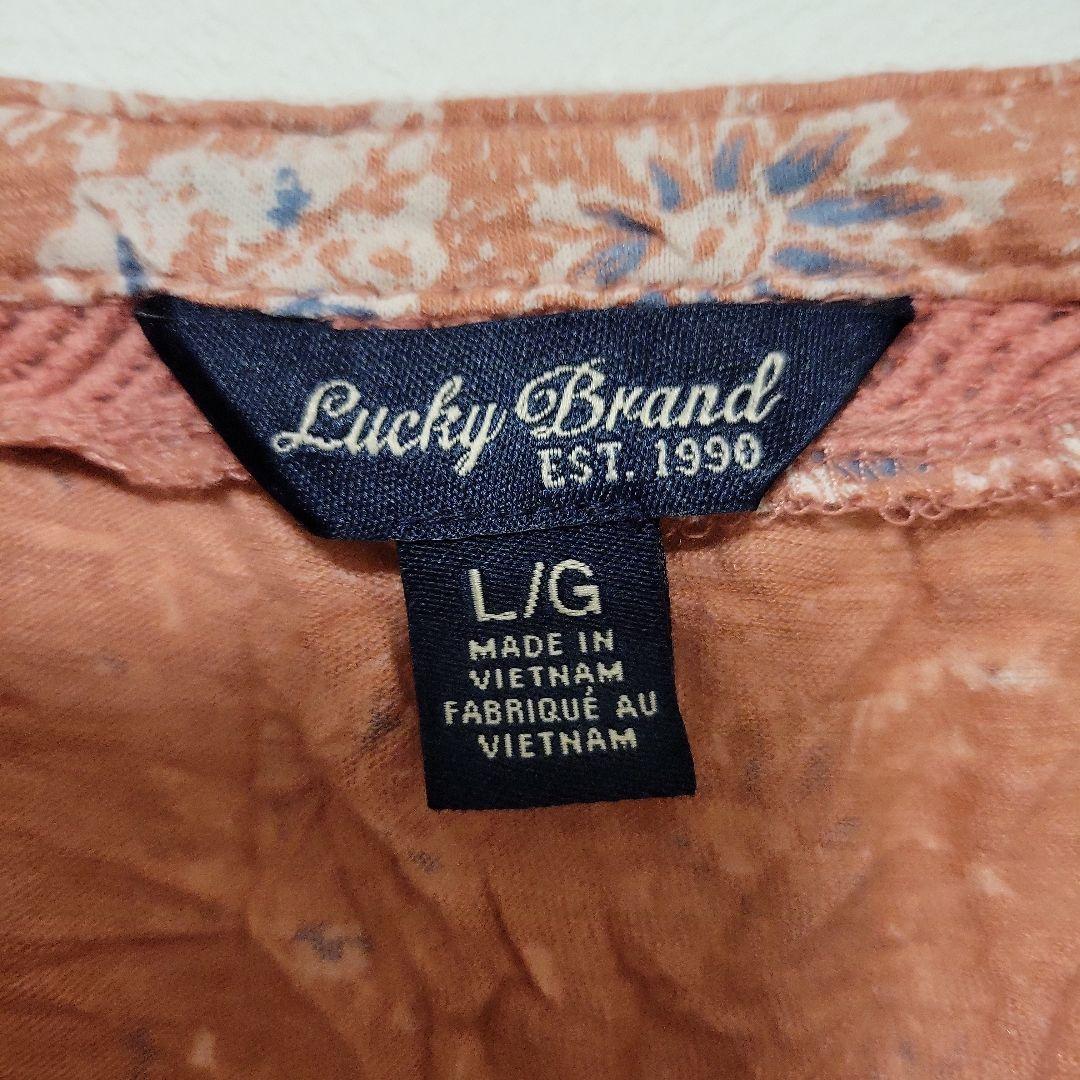 Lucky Brand
EST. 1990
L/G
MADE IN
VIETNAM
FABRIQUÉ AU
VIETNAM